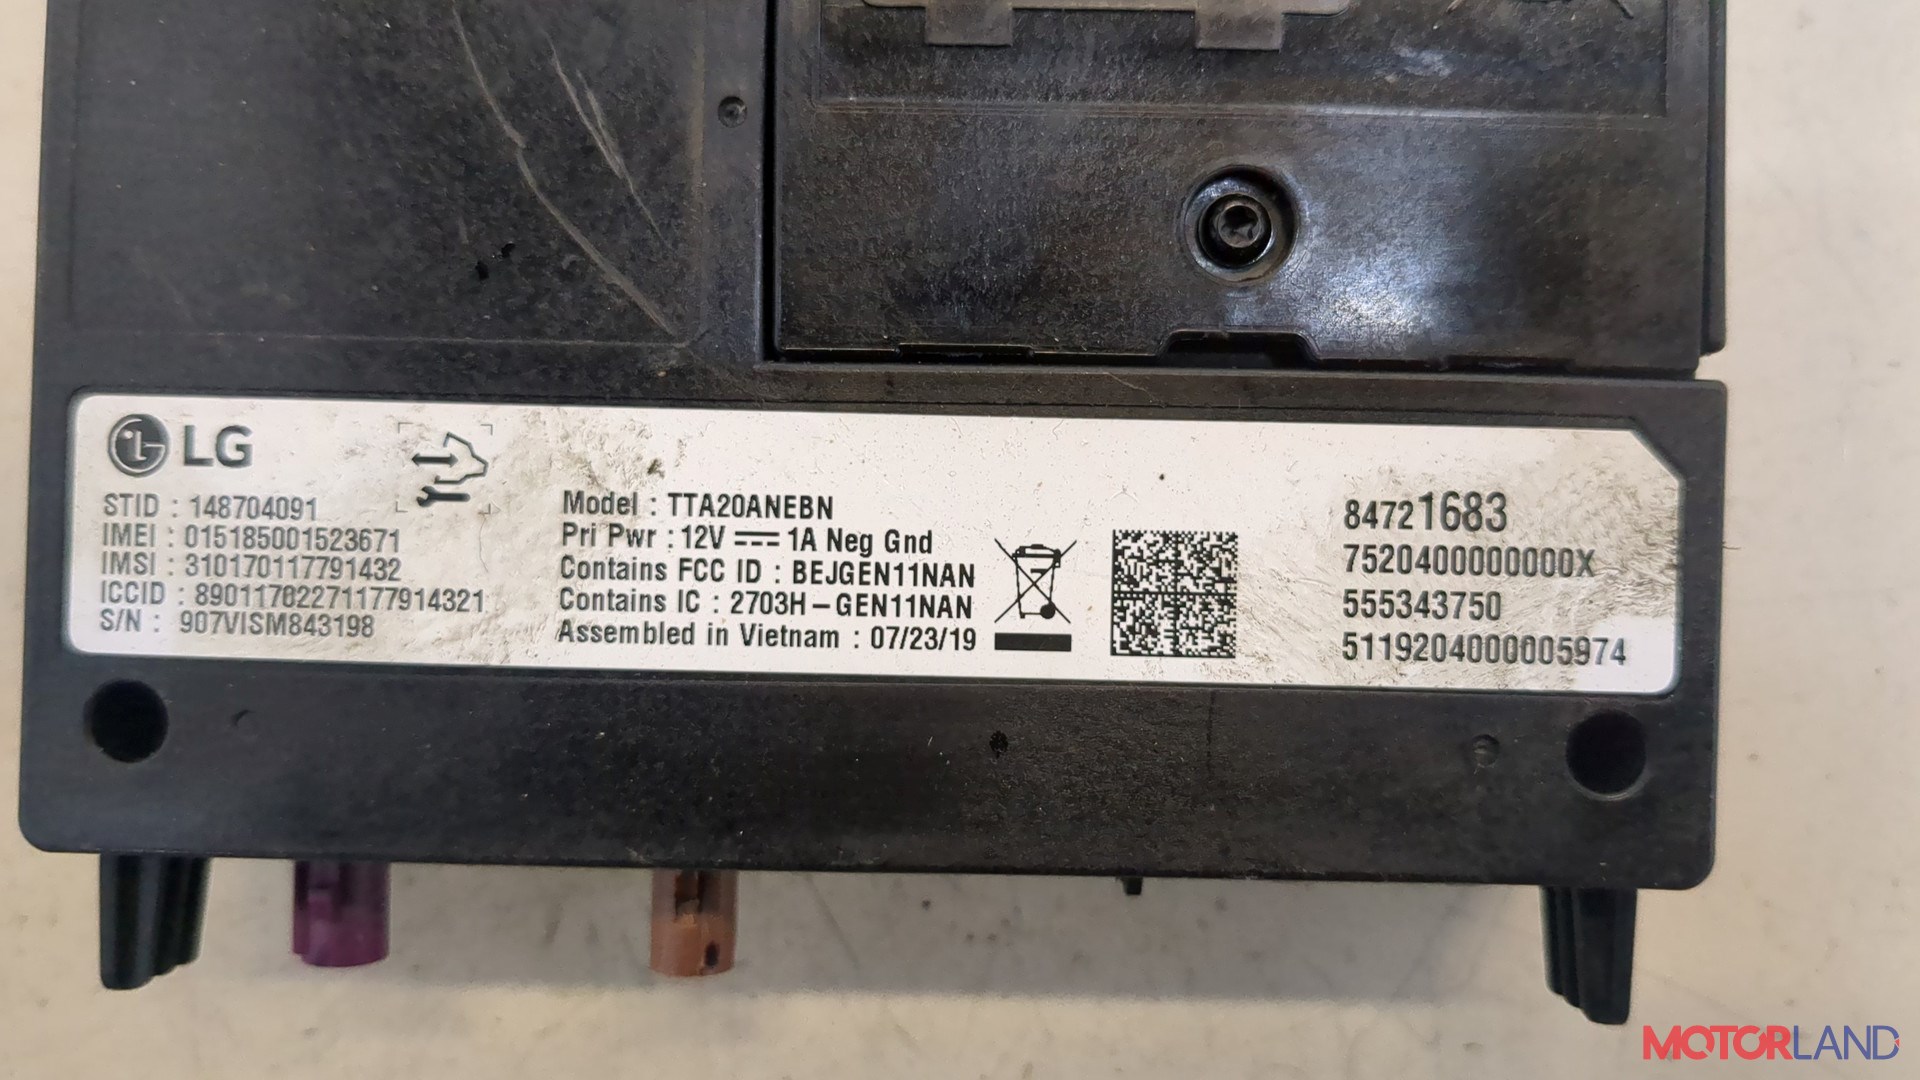 LG
STID : 148704091
IMEI : 015185001523671
IMSI : 310170117791432
ICCID : 89011702271177914321
S/N : 907VISM843198
Model : TTA20ANEBN
Pri Pwr : 12V ⎓ 1A Neg Gnd
Contains FCC ID : BEJGEN11NAN
Contains IC : 2703H-GEN11NAN
Assembled in Vietnam : 07/23/19
84721683
7520400000000X
555343750
5119204000005974
MOTORLAND